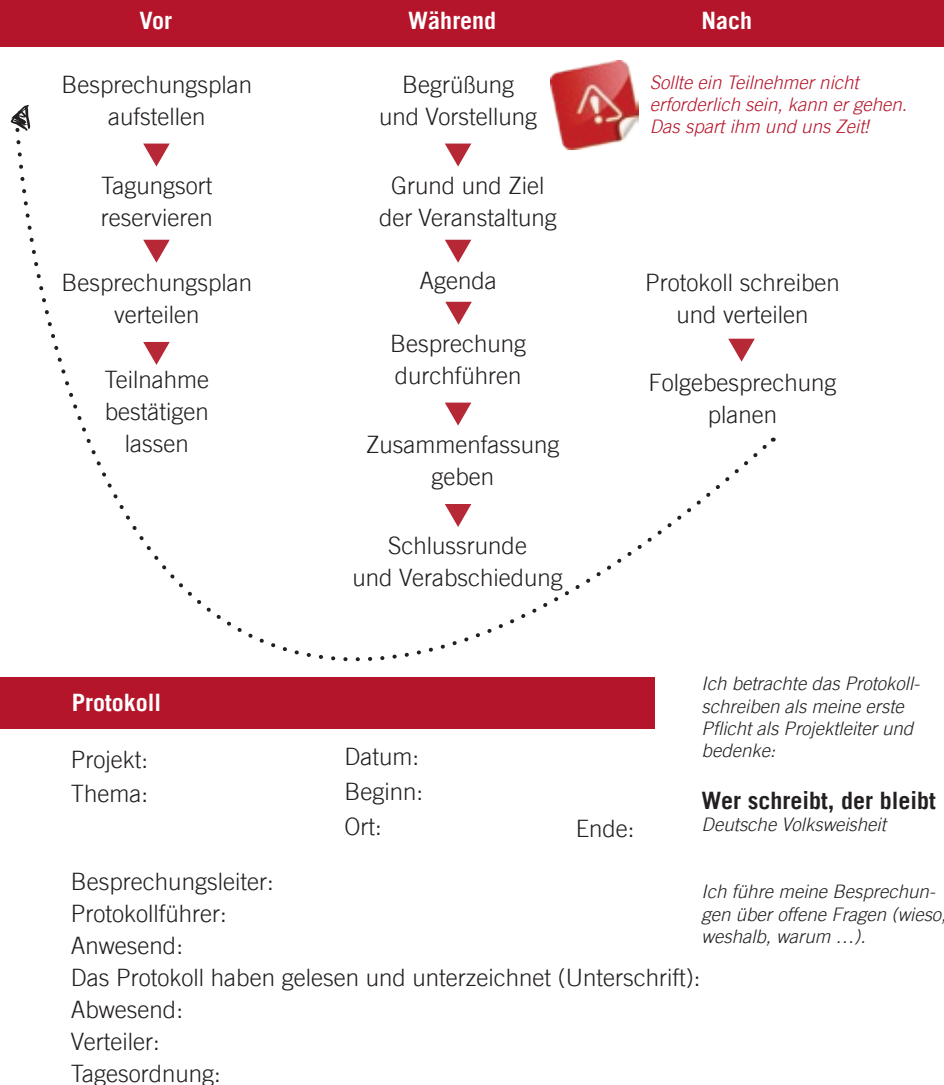 Vor
Während
Nach
Besprechungsplan
aufstellen
Tagungsort
reservieren
Besprechungsplan
verteilen
Teilnahme
bestätigen
lassen
Begrüßung
und Vorstellung
Grund und Ziel
der Veranstaltung
Agenda
Besprechung
durchführen
Zusammenfassung
geben
Schlussrunde
und Verabschiedung
Sollte ein Teilnehmer nicht
erforderlich sein, kann er gehen.
Das spart ihm und uns Zeit!
Protokoll schreiben
und verteilen
Folgebesprechung
planen
Protokoll
Projekt:
Thema:
Datum:
Beginn:
Ort:
Ende:
Besprechungsleiter:
Protokollführer:
Anwesend:
Das Protokoll haben gelesen und unterzeichnet (Unterschrift):
Abwesend:
Verteiler:
Tagesordnung:
Ich betrachte das Protokoll-
schreiben als meine erste
Pflicht als Projektleiter und
bedenke:
Wer schreibt, der bleibt
Deutsche Volksweisheit
Ich führe meine Besprechun-
gen über offene Fragen (wieso,
weshalb, warum …).